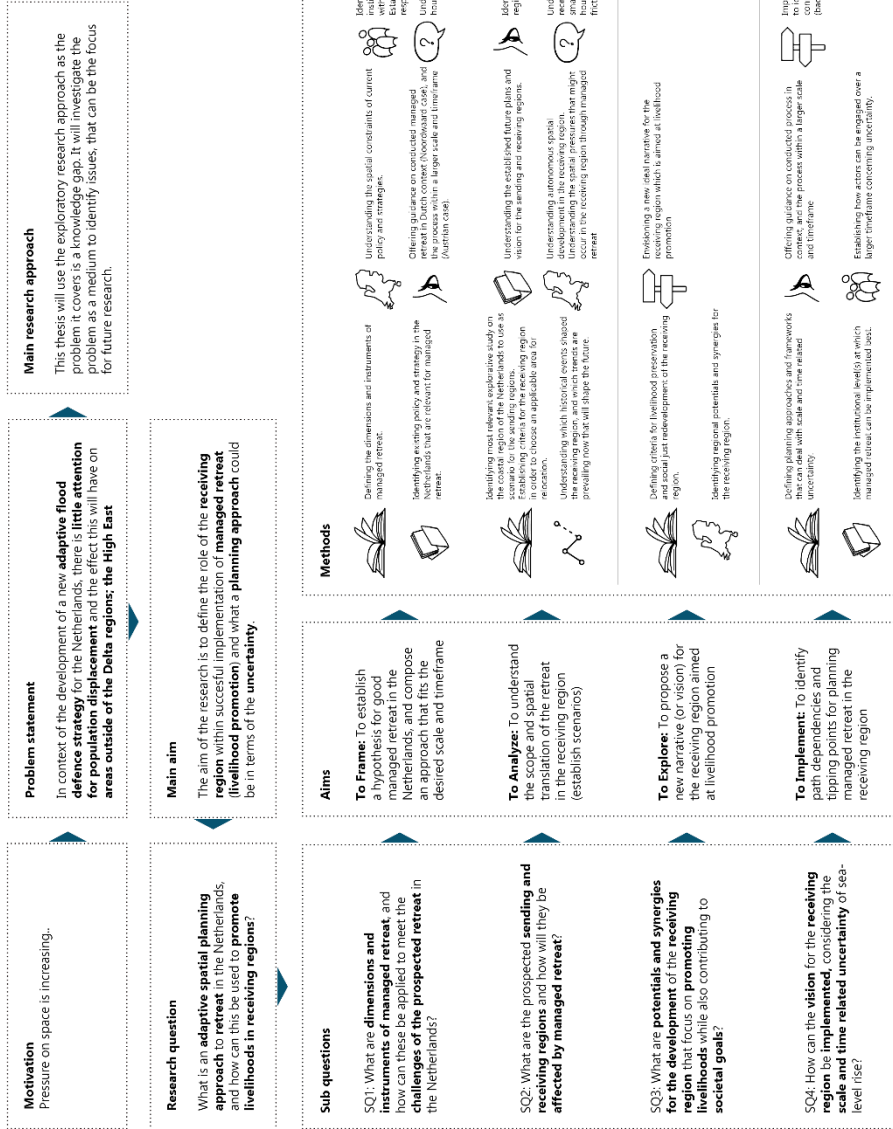 Motivation
Pressure on space is increasing..
Problem statement
In context of the development of a new adaptive flood
defence strategy for the Netherlands, there is little attention
for population displacement and the effect this will have on
areas outside of the Delta regions; the High East
Main research approach
This thesis will use the exploratory research approach as the
problem it covers is a knowledge gap. It will investigate the
problem as a medium to identify issues, that can be the focus
for future research.
Research question
What is an adaptive spatial planning
approach to retreat in the Netherlands,
and how can this be used to promote
livelihoods in receiving regions?
Main aim
The aim of the research is to define the role of the receiving
region within succesful implementation of managed retreat
(livelihood promotion) and what a planning approach could
be in terms of the uncertainty.
Sub questions
SQ1: What are dimensions and
instruments of managed retreat, and
how can these be applied to meet the
challenges of the prospected retreat in
the Netherlands?
SQ2: What are the prospected sending and
receiving regions and how will they be
affected by managed retreat?
SQ3: What are potentials and synergies
for the development of the receiving
region that focus on promoting
livelihoods while also contributing to
societal goals?
SQ4: How can the vision for the receiving
region be implemented, considering the
scale and time related uncertainty of sea-
level rise?
Aims
To Frame: To establish
a hypothesis for good
managed retreat in the
Netherlands, and compose
an approach that fits the
desired scale and timeframe
To Analyze: To understand
the scope and spatial
translation of the retreat
in the receiving region
(establish scenarios)
To Explore: To propose a
new narrative (or vision) for
the receiving region aimed
at livelihood promotion
To Implement: To identify
path dependencies and
tipping points for planning
managed retreat in the
receiving region
Methods
Defining the dimensions and instruments of
managed retreat.
Identifying existing policy and strategy in the
Netherlands that are relevant for managed
retreat.
Understanding the spatial constraints of current
policy and strategies.
Offering guidance on conducted managed
retreat in Dutch context (Noordwaard case), and
the process within a larger scale and timeframe
(Austrian case).
Identifying most relevant explorative study on
the coastal region of the Netherlands to use as
scenario for the sending regions.
Establishing criteria for the receiving region
in order to choose an applicable area for
relocation.
Understanding which historical events shaped
the receiving region, and which trends are
prevailing now that will shape the future.
Understanding the established future plans and
vision for the sending and receiving regions.
Understanding autonomous spatial
development in the receiving region.
Understanding the spatial pressures that might
occur in the receiving region through managed
retreat
Defining criteria for livelihood preservation
and social just redevelopment of the receiving
region.
Identifying regional potentials and synergies for
the receiving region.
Envisioning a new ideal narrative for the
receiving region which is aimed at livelihood
promotion
Defining planning approaches and frameworks
that can deal with scale and time related
uncertainty
Identifying the institutional level(s) at which
managed retreat can be implemented best.
Offering guidance on conducted process in
context, and the process within a larger scale
and timeframe
Establishing how actors can be engaged over a
larger timeframe concerning uncertainty.